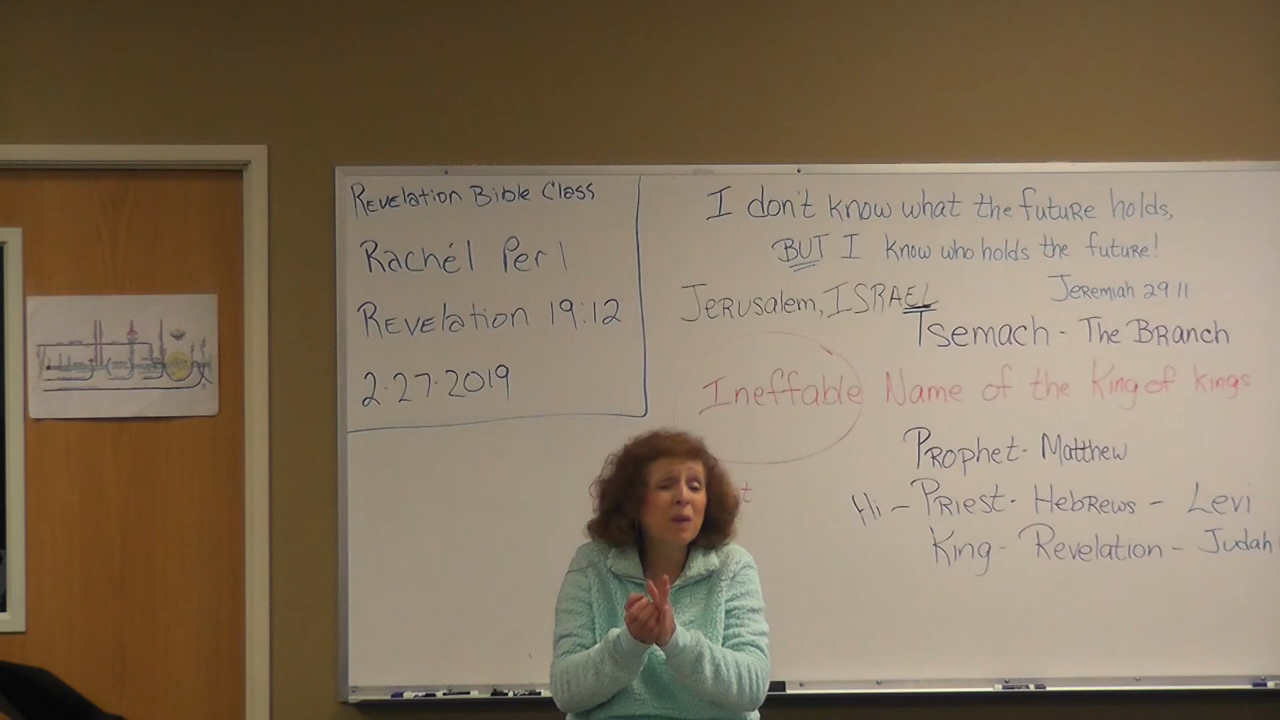 Revelation Bible Class
Rachél Perl
Revelation 19:12
2.27.2019
I don't know what the future holds,
BUT I know who holds the future!
Jeremiah 29:11
Jerusalem, ISRAEL
Tsemach - The Branch
Ineffable Name of the King of kings
Prophet - Matthew
Hi - Priest - Hebrews - Levi
King - Revelation - Judah